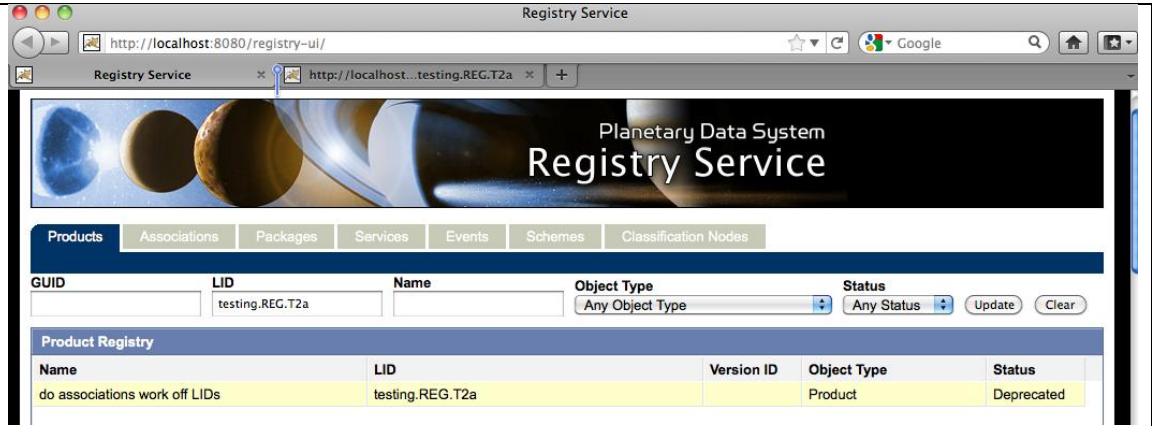 Registry Service
http://localhost:8080/registry-ui/
Google
Registry Service
http://localhost...testing.REG.T2a
Planetary Data System
Registry Service
Products Associations Packages Services Events Schemes Classification Nodes
GUID LID Name Object Type Status
testing.REG.T2a Any Object Type Any Status Update Clear
Product Registry
Name LID Version ID Object Type Status
do associations work off LIDs testing.REG.T2a Product Deprecated